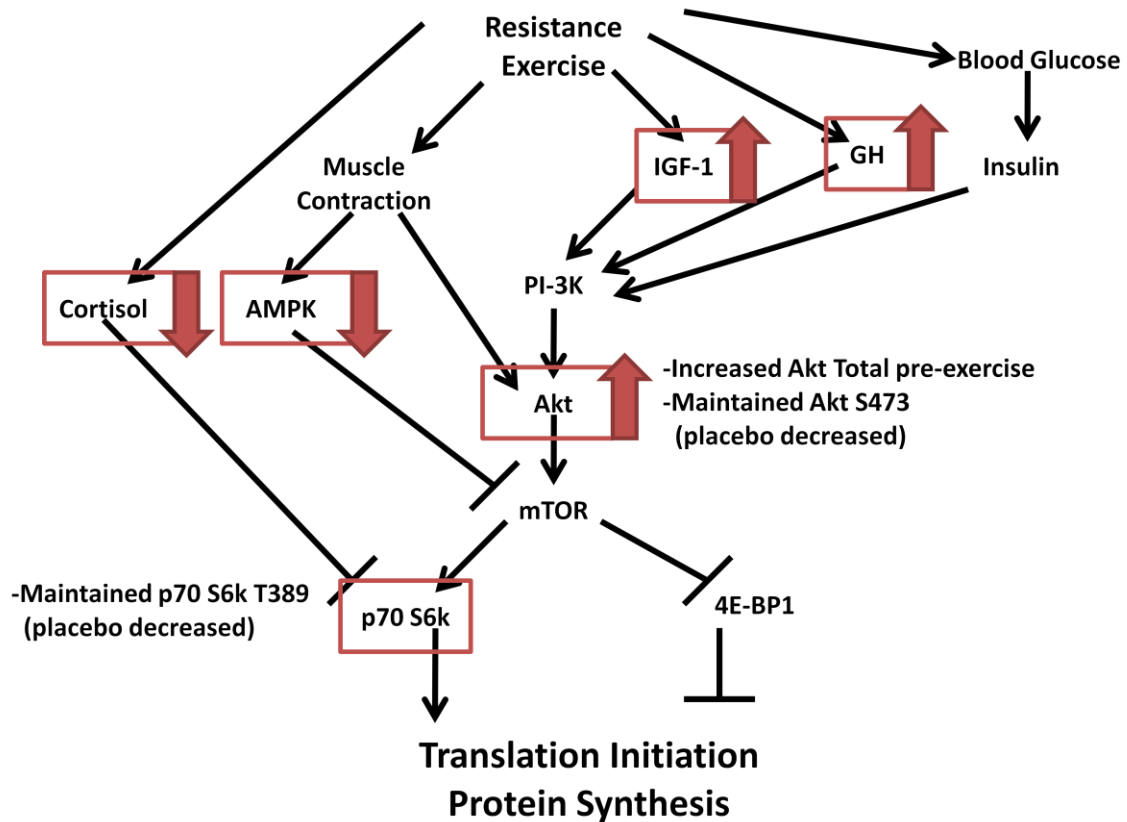 Resistance
Exercise
Blood Glucose
Muscle
Contraction
IGF-1
GH
Insulin
Cortisol
AMPK
PI-3K
Akt
-Increased Akt Total pre-exercise
-Maintained Akt S473
(placebo decreased)
mTOR
-Maintained p70 S6k T389
(placebo decreased)
p70 S6k
4E-BP1
Translation Initiation
Protein Synthesis